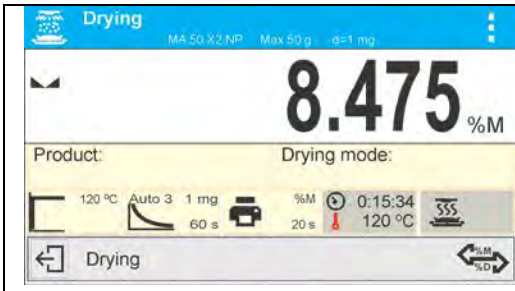 Drying
MA 50.X2.NP Max 50 g d=1 mg
8.475 %M
Product: Drying mode:
120 °C Auto 3 1 mg %M 0:15:34
60 s 20 s 120 °C
Drying %M
%D